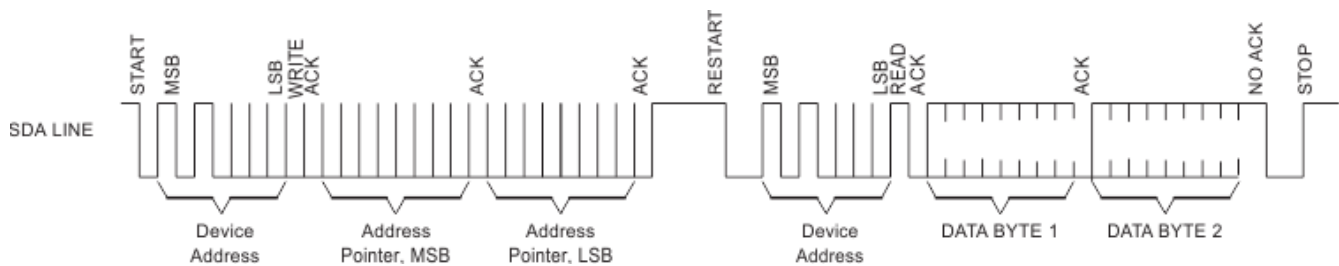 START
MSB
LSB
WRITE
ACK
ACK
ACK
RESTART
MSB
LSB
READ
ACK
ACK
NO ACK
STOP
SDA LINE
Device
Address
Address
Pointer, MSB
Address
Pointer, LSB
Device
Address
DATA BYTE 1
DATA BYTE 2